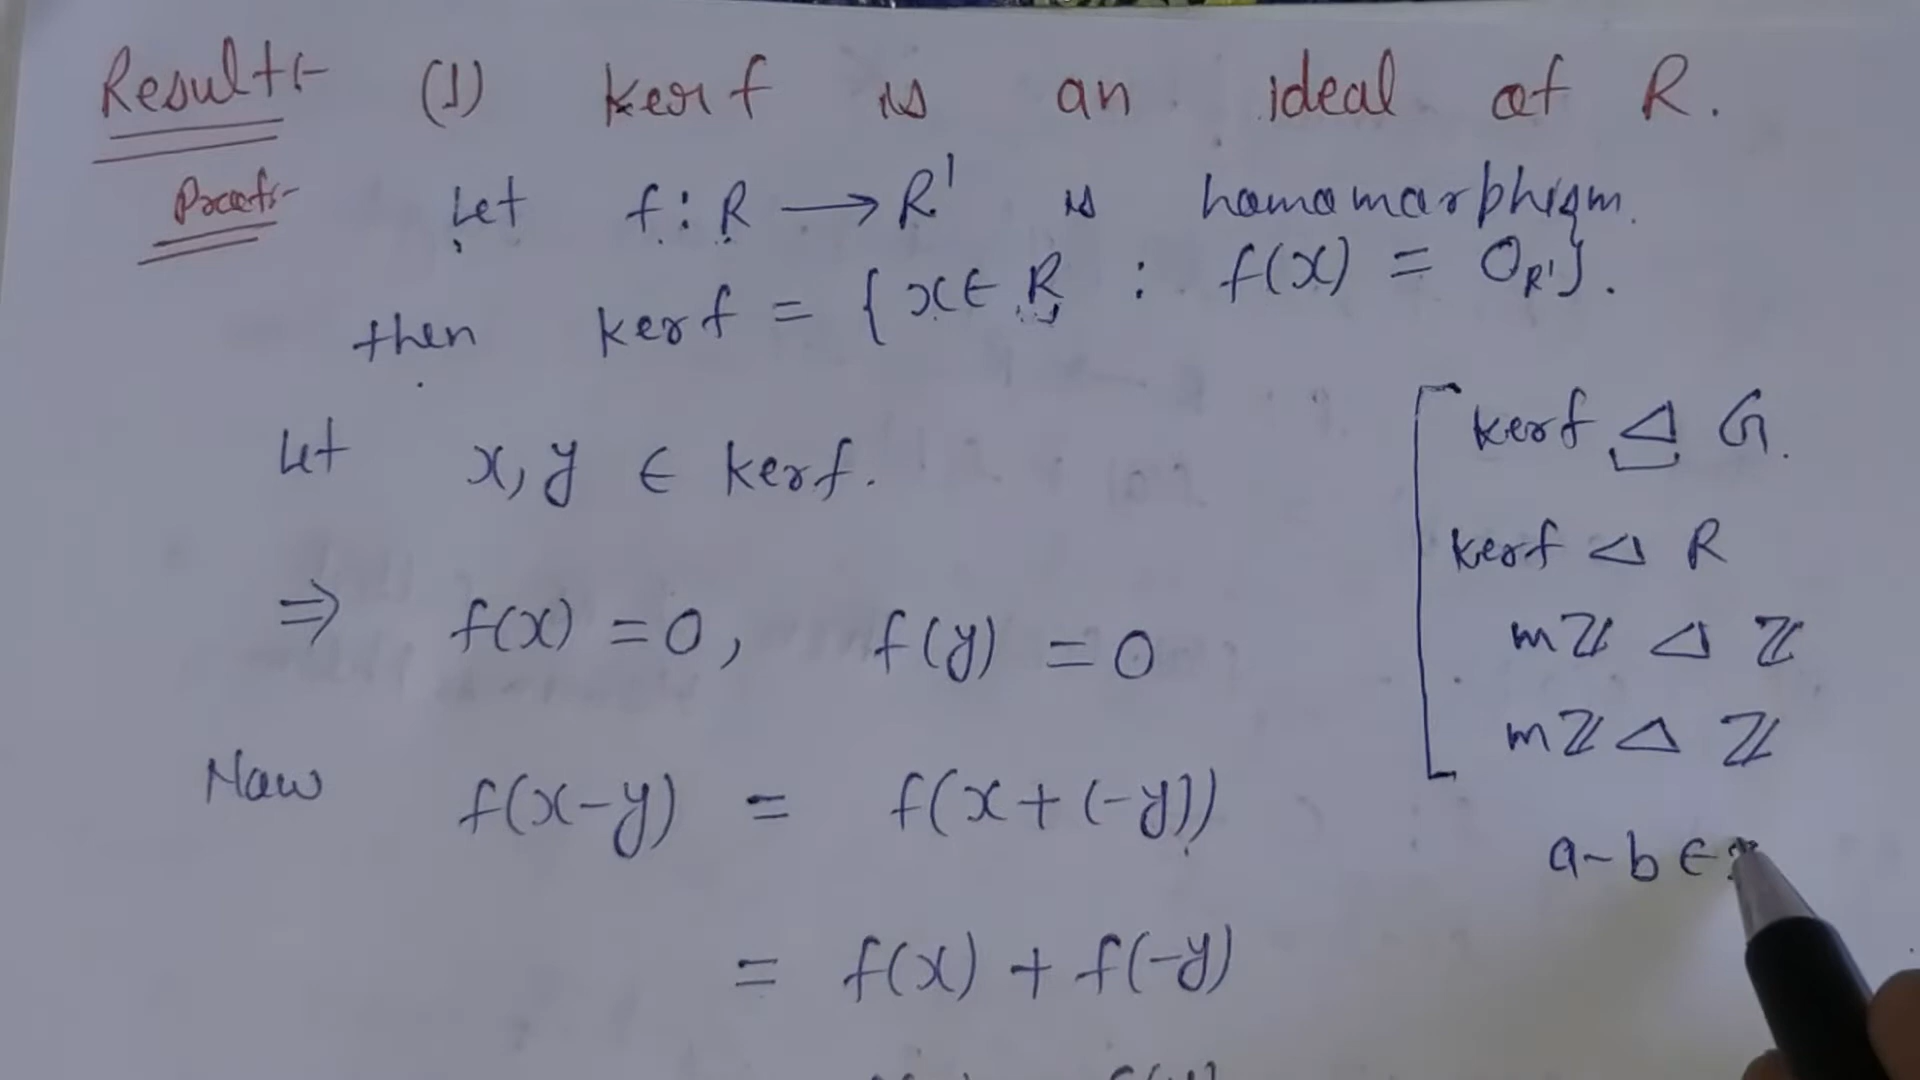 Result:- (1) kerf is an ideal of R.
Proof:- Let f: R → R' is homomorphism.
then kerf = {x∈R : f(x) = 0_R'}.
Let x, y ∈ kerf.
⇒ f(x) = 0, f(y) = 0
Now f(x-y) = f(x+(-y))
= f(x) + f(-y)
kerf ⊴ G.
kerf ⊲ R
mℤ ⊲ ℤ
mℤ Δ ℤ
a-b ∈